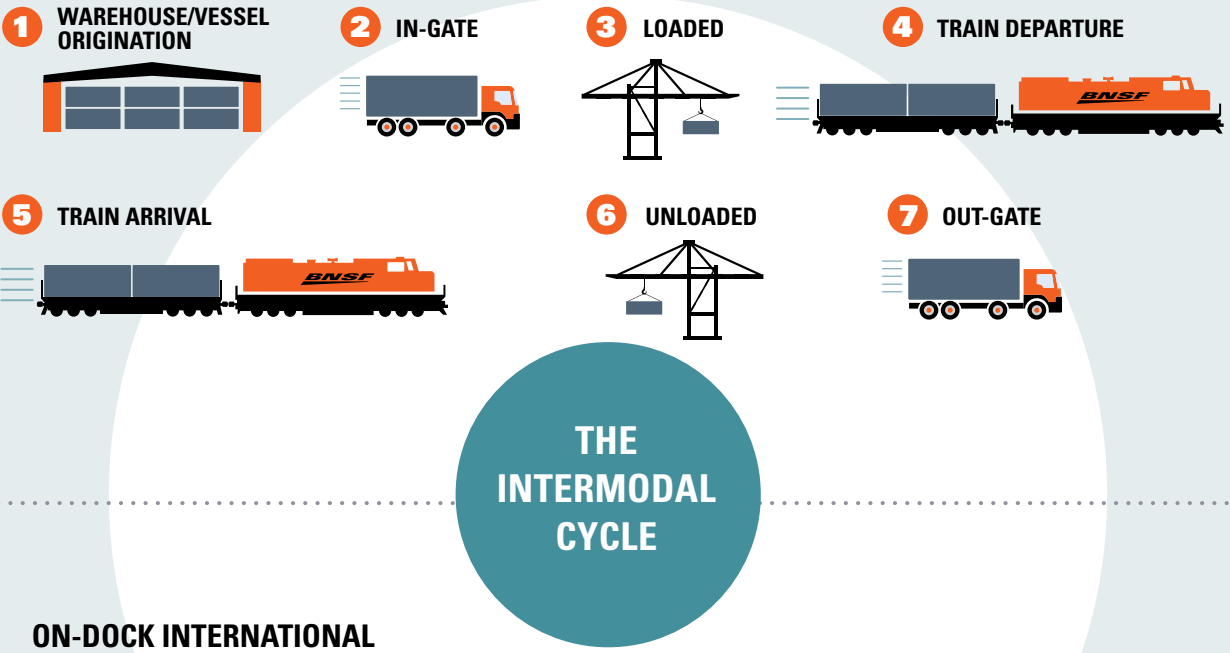 1 WAREHOUSE/VESSEL
ORIGINATION
2 IN-GATE
3 LOADED
4 TRAIN DEPARTURE
BNSF
5 TRAIN ARRIVAL
BNSF
6 UNLOADED
7 OUT-GATE
THE
INTERMODAL
CYCLE
ON-DOCK INTERNATIONAL